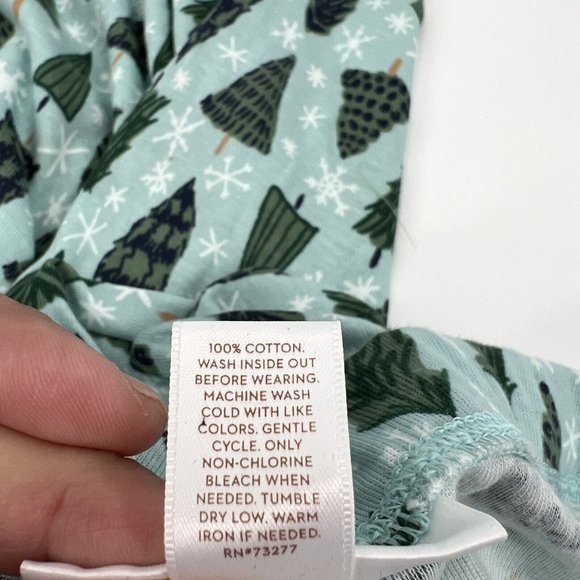 100% COTTON.
WASH INSIDE OUT
BEFORE WEARING.
MACHINE WASH
COLD WITH LIKE
COLORS. GENTLE
CYCLE. ONLY
NON-CHLORINE
BLEACH WHEN
NEEDED. TUMBLE
DRY LOW. WARM
IRON IF NEEDED.
RN#73277